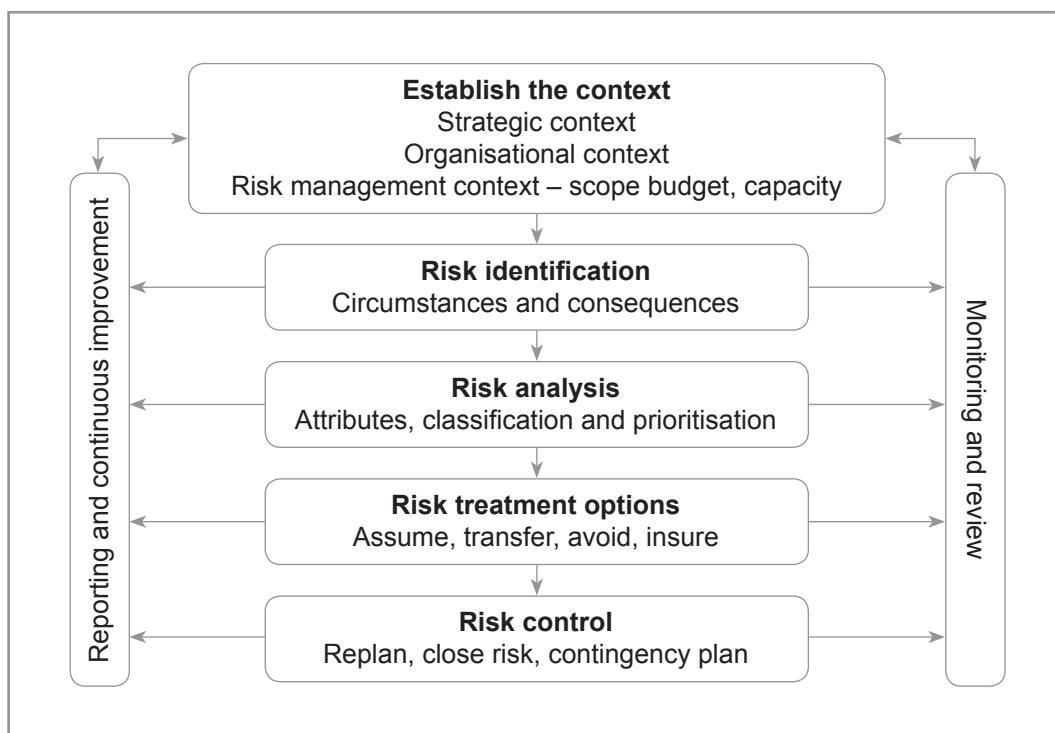 Establish the context
Strategic context
Organisational context
Risk management context – scope budget, capacity
Reporting and continuous improvement
Risk identification
Circumstances and consequences
Risk analysis
Attributes, classification and prioritisation
Risk treatment options
Assume, transfer, avoid, insure
Risk control
Replan, close risk, contingency plan
Monitoring and review